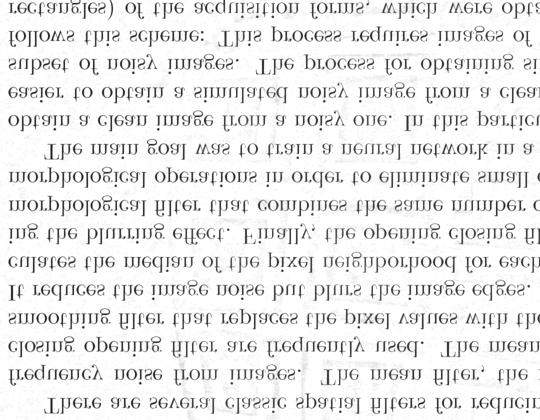 There are several classic spatial filters for reducin
frequency noise from images. The mean filter, the
closing opening filter are frequently used. The mean
smoothing filter that replaces the pixel values with the
It reduces the image noise but blurs the image edges.
culates the median of the pixel neighborhood for each
ing the blurring effect. Finally, the opening closing fil
morphological filter that combines the same number o
morphological operations in order to eliminate small
The main goal was to train a neural network in a
obtain a clean image from a noisy one. In this particu
easier to obtain a simulated noisy image from a clean
subset of noisy images. The process for obtaining si
follows this scheme: This process requires images of
rectangles) of the acquisition forms, which were obta